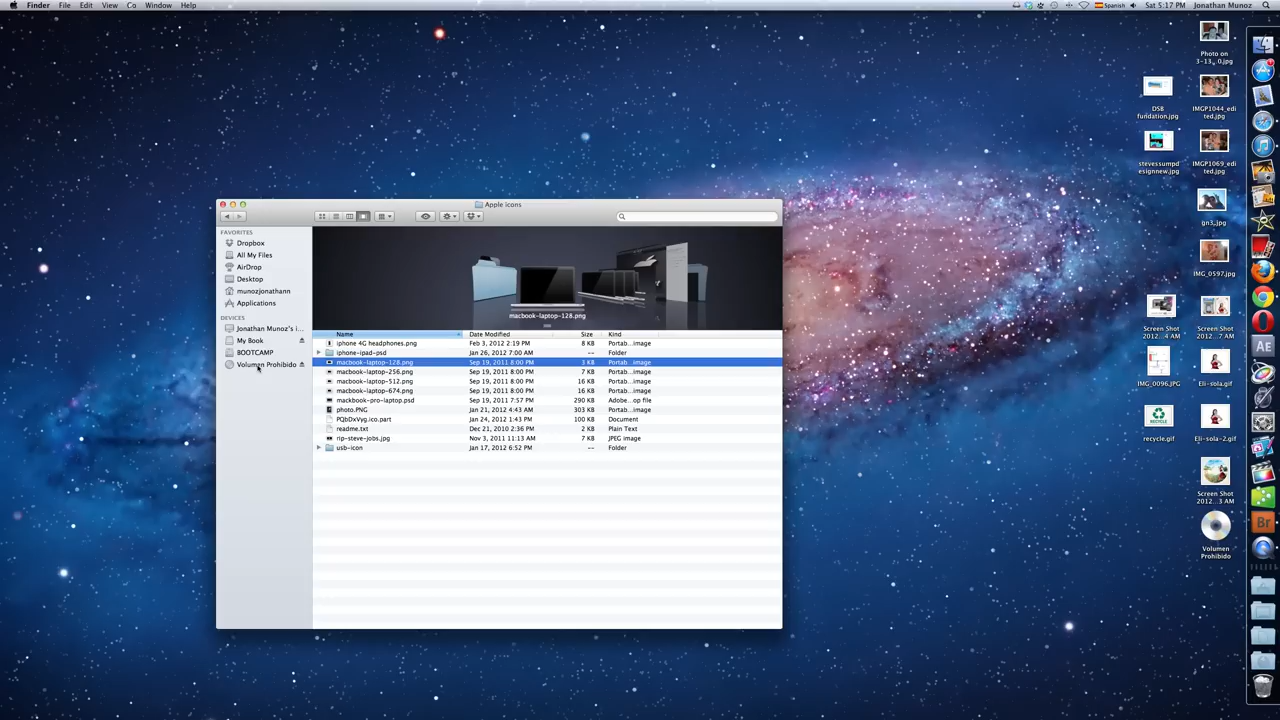 Finder File Edit View Co Window Help
Spanish Sat 5:17 PM Jonathan Munoz
Apple icons
FAVORITES
Dropbox
All My Files
AirDrop
Desktop
munozjonathann
Applications
DEVICES
Jonathan Munoz's i...
My Book
BOOTCAMP
Volumen Prohibido
macbook-laptop-128.png
Name Date Modified Size Kind
iphone 4G headphones.png Feb 3, 2012 2:19 PM 8 KB Portab...image
iphone-ipad-psd Jan 26, 2012 7:00 AM -- Folder
macbook-laptop-128.png Sep 19, 2011 8:00 PM 3 KB Portab...image
macbook-laptop-256.png Sep 19, 2011 8:00 PM 7 KB Portab...image
macbook-laptop-512.png Sep 19, 2011 8:00 PM 16 KB Portab...image
macbook-laptop-674.png Sep 19, 2011 8:00 PM 16 KB Portab...image
mackbook-pro-laptop.psd Sep 19, 2011 7:57 PM 290 KB Adobe...op file
photo.PNG Jan 21, 2012 4:43 AM 303 KB Portab...image
PQbDxVyg.ico.part Jan 24, 2012 1:43 PM 100 KB Document
readme.txt Dec 21, 2010 2:36 PM 2 KB Plain Text
rip-steve-jobs.jpg Nov 3, 2011 11:13 AM 7 KB JPEG image
usb-icon Jan 17, 2012 6:52 PM -- Folder
Photo on
3-13...0.jpg
DSB
fundation.jpg
IMGP1044_edi
ted.jpg
stevessumpd
esignnew.jpg
IMGP1069_edi
ted.jpg
gn3.jpg
IMG_0597.jpg
Screen Shot
2012...4 AM
Screen Shot
2012...7 AM
IMG_0096.JPG
Eli-sola.gif
recycle.gif
Eli-sola-2.gif
Screen Shot
2012...3 AM
Volumen
Prohibido
Ae
Br